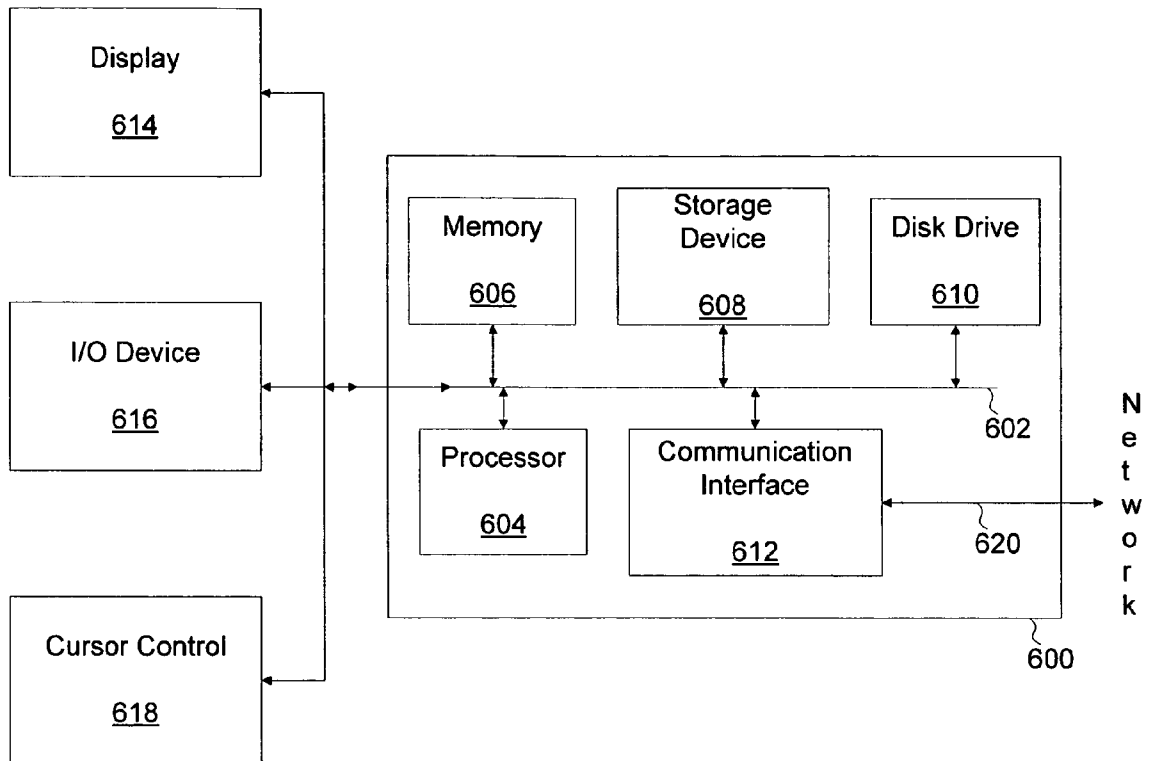 Display
614
Memory
606
Storage
Device
608
Disk Drive
610
I/O Device
616
Processor
604
Communication
Interface
612
602
620
Network
Cursor Control
618
600